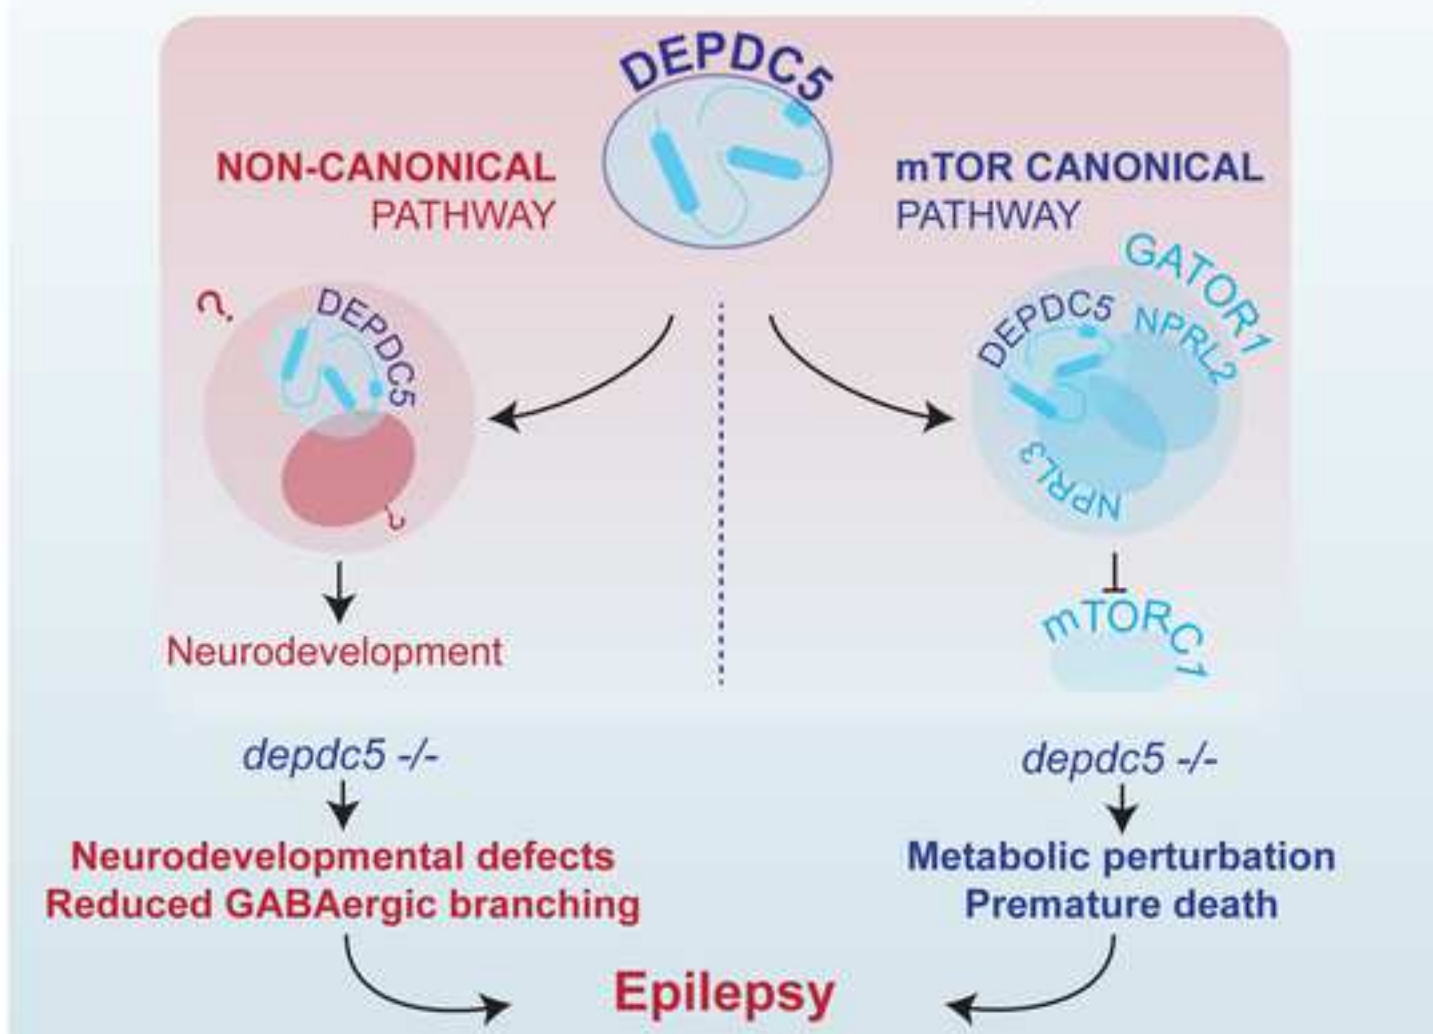 DEPDC5
NON-CANONICAL
PATHWAY
mTOR CANONICAL
PATHWAY
?
DEPDC5
?
Neurodevelopment
GATOR1
DEPDC5
NPRL2
NPRL3
mTORC1
depdc5 -/-
Neurodevelopmental defects
Reduced GABAergic branching
depdc5 -/-
Metabolic perturbation
Premature death
Epilepsy